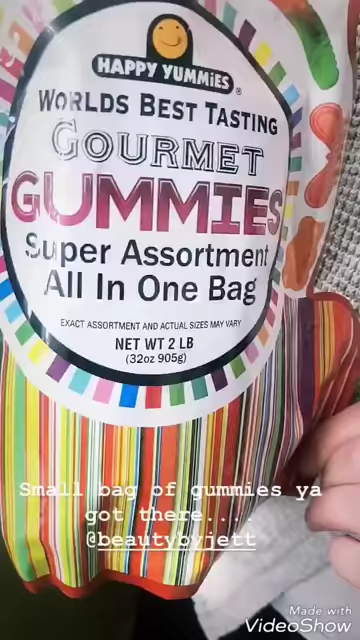 HAPPY YUMMIES®
WORLDS BEST TASTING
GOURMET
GUMMIES
Super Assortment
All In One Bag
EXACT ASSORTMENT AND ACTUAL SIZES MAY VARY
NET WT 2 LB
(32oz 905g)
Small bag of gummies ya
got there....
@beautybyjett
Made with
VideoShow